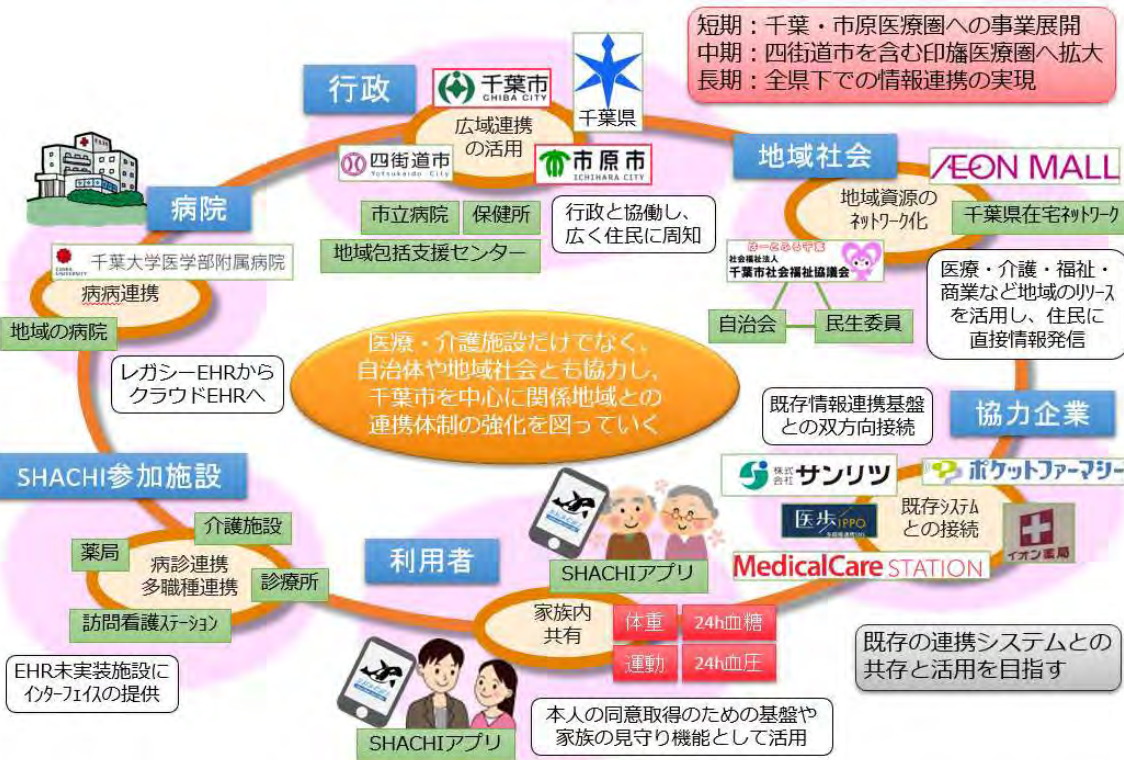 短期：千葉・市原医療圏への事業展開
中期：四街道市を含む印旛医療圏へ拡大
長期：全県下での情報連携の実現
行政
千葉市
CHIBA CITY
千葉県
広域連携
の活用
四街道市
Yotsukaido City
市原市
ICHIHARA CITY
市立病院
保健所
地域包括支援センター
行政と協働し、
広く住民に周知
地域社会
ÆON MALL
地域資源の
ネットワーク化
千葉県在宅ネットワーク
はーとふる千葉
社会福祉法人
千葉市社会福祉協議会
自治会
民生委員
医療・介護・福祉・
商業など地域のリソース
を活用し、住民に
直接情報発信
病院
千葉大学医学部附属病院
CHIBA
UNIVERSITY
病病連携
地域の病院
レガシーEHRから
クラウドEHRへ
医療・介護施設だけでなく、
自治体や地域社会とも協力し、
千葉市を中心に関係地域との
連携体制の強化を図っていく
既存情報連携基盤
との双方向接続
協力企業
株式
会社
サンリツ
ポケットファーマシー
医歩IPPO
既存システム
との接続
イオン薬局
MedicalCare STATION
SHACHI参加施設
介護施設
薬局
病診連携
多職種連携
診療所
訪問看護ステーション
EHR未実装施設に
インターフェイスの提供
利用者
SHACHI
SHACHIアプリ
家族内
共有
体重
24h血糖
運動
24h血圧
SHACHI
SHACHIアプリ
本人の同意取得のための基盤や
家族の見守り機能として活用
既存の連携システムとの
共存と活用を目指す